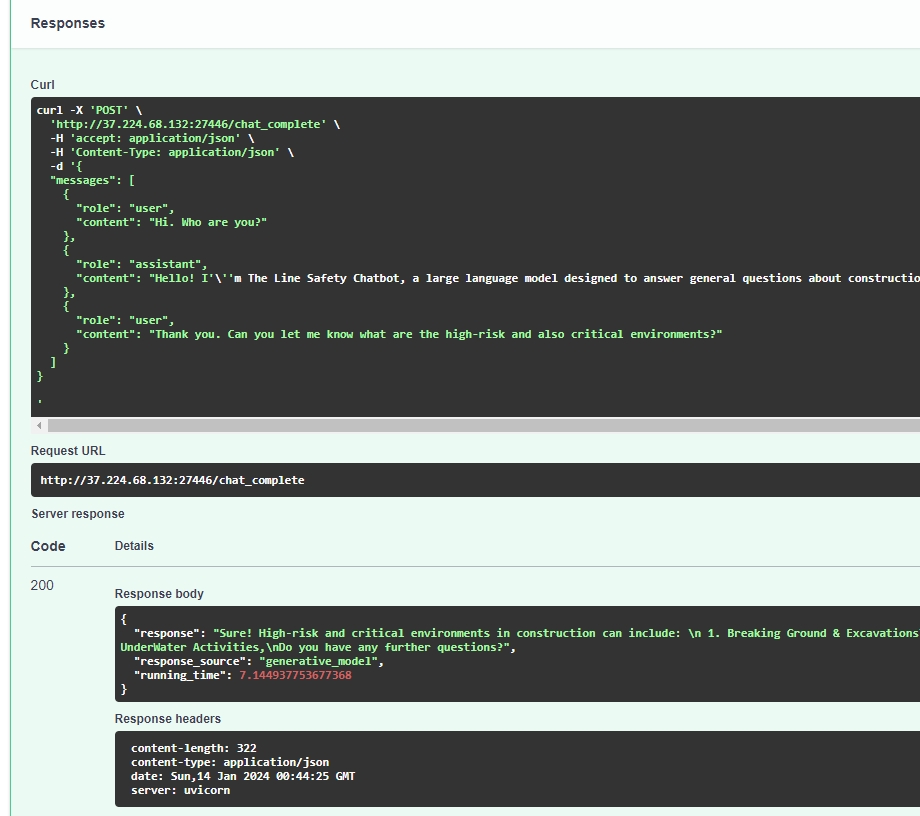 Responses
Curl
curl -X 'POST' \
  'http://37.224.68.132:27446/chat_complete' \
  -H 'accept: application/json' \
  -H 'Content-Type: application/json' \
  -d '{
  "messages": [
    {
      "role": "user",
      "content": "Hi. Who are you?"
    },
    {
      "role": "assistant",
      "content": "Hello! I'\''m The Line Safety Chatbot, a large language model designed to answer general questions about constructio
    },
    {
      "role": "user",
      "content": "Thank you. Can you let me know what are the high-risk and also critical environments?"
    }
  ]
}
'
Request URL
http://37.224.68.132:27446/chat_complete
Server response
Code Details
200
Response body
{
  "response": "Sure! High-risk and critical environments in construction can include: \n 1. Breaking Ground & Excavations
UnderWater Activities,\nDo you have any further questions?",
  "response_source": "generative_model",
  "running_time": 7.144937753677368
}
Response headers
content-length: 322
content-type: application/json
date: Sun,14 Jan 2024 00:44:25 GMT
server: uvicorn